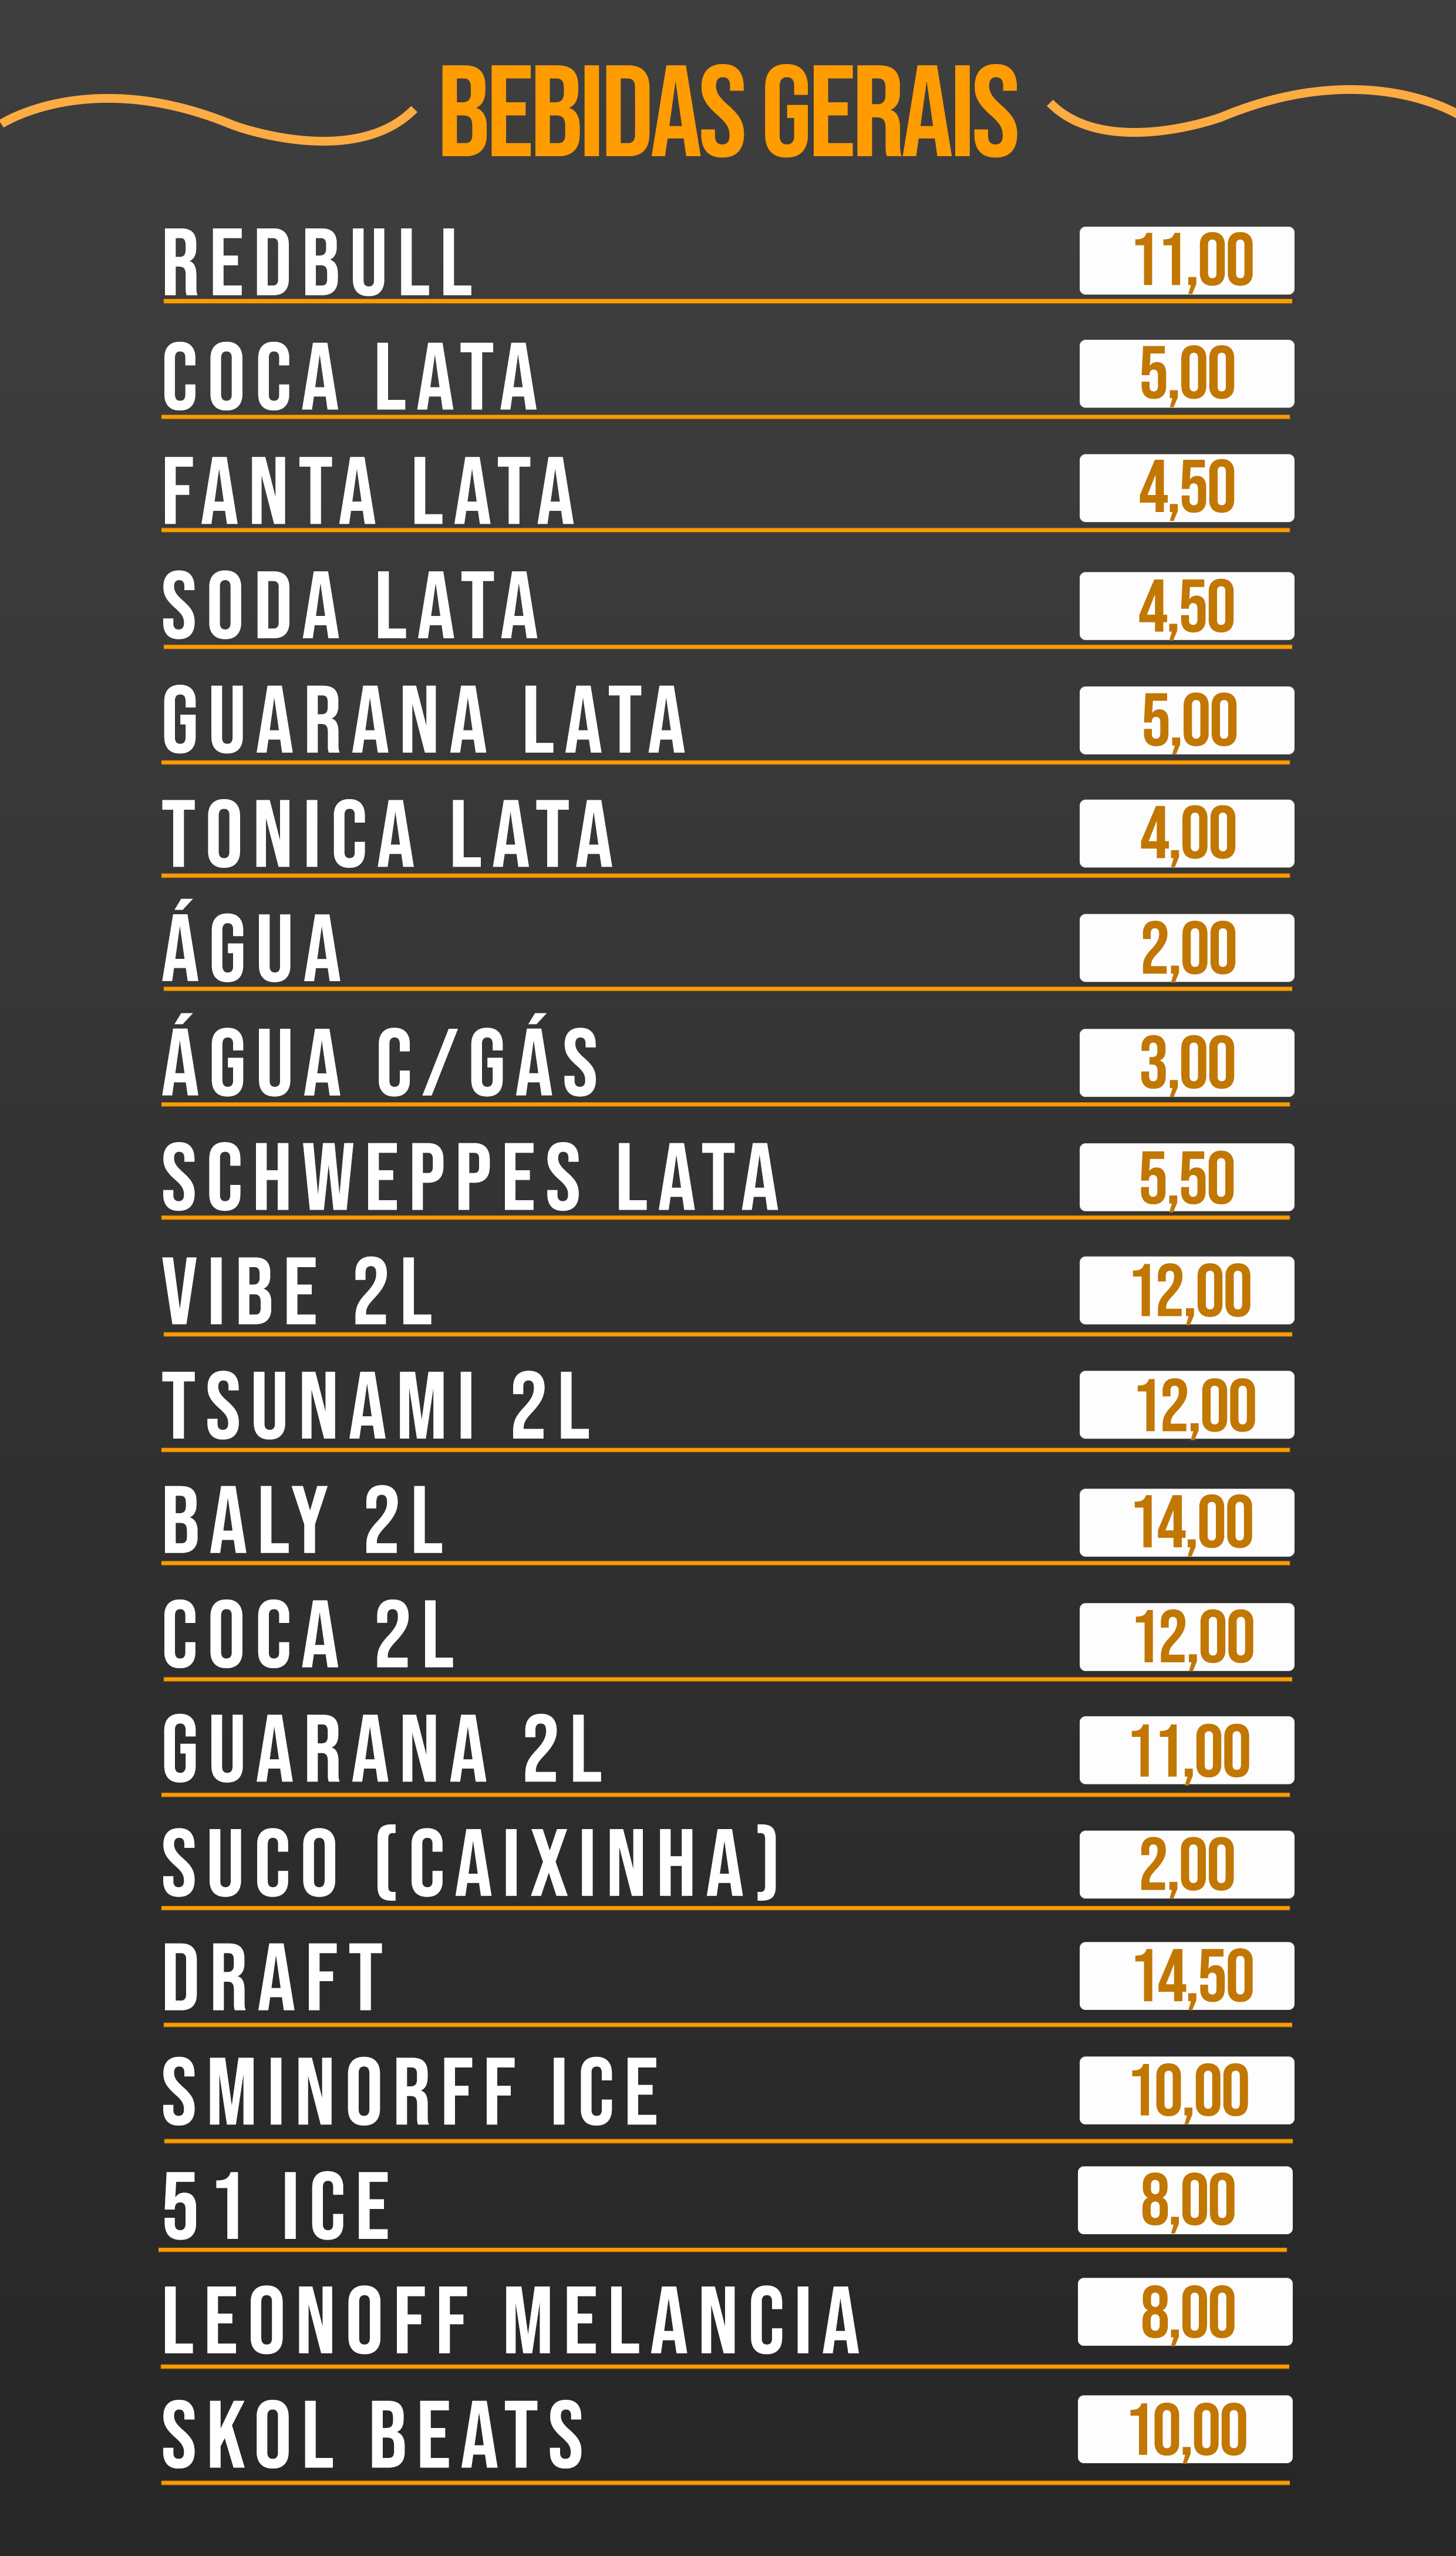 BEBIDAS GERAIS
REDBULL 11,00
COCA LATA 5,00
FANTA LATA 4,50
SODA LATA 4,50
GUARANA LATA 5,00
TONICA LATA 4,00
ÁGUA 2,00
ÁGUA C/GÁS 3,00
SCHWEPPES LATA 5,50
VIBE 2L 12,00
TSUNAMI 2L 12,00
BALY 2L 14,00
COCA 2L 12,00
GUARANA 2L 11,00
SUCO (CAIXINHA) 2,00
DRAFT 14,50
SMINORFF ICE 10,00
51 ICE 8,00
LEONOFF MELANCIA 8,00
SKOL BEATS 10,00